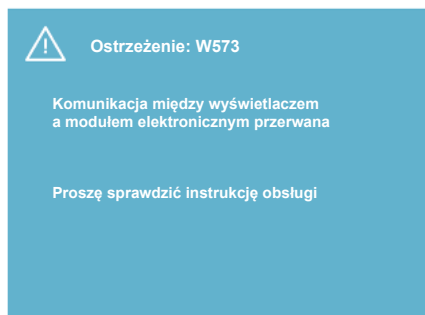 Ostrzeżenie: W573
Komunikacja między wyświetlaczem
a modułem elektronicznym przerwana
Proszę sprawdzić instrukcję obsługi